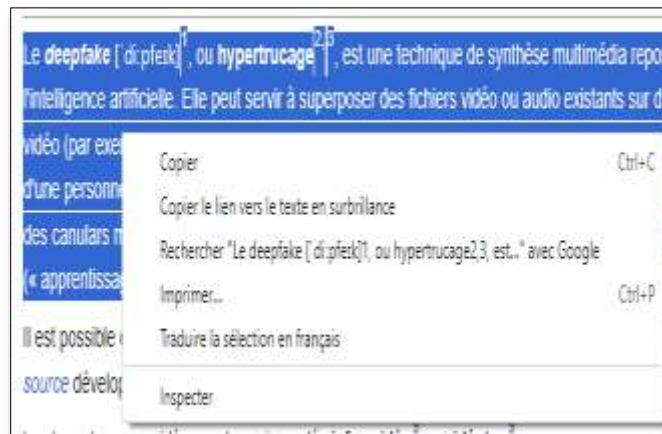 Le deepfake [ˈdiːpfeɪk]1, ou hypertrucage2,3, est une technique de synthèse multimédia repo
l'intelligence artificielle. Elle peut servir à superposer des fichiers vidéo ou audio existants sur d
vidéo (par exe
d'une personne
des canulars m
(« apprentissag
Il est possible «
source dévelop
Copier Ctrl+C
Copier le lien vers le texte en surbrillance
Rechercher "Le deepfake [ˈdiːpfeɪk]1, ou hypertrucage2,3, est..." avec Google
Imprimer... Ctrl+P
Traduire la sélection en français
Inspecter